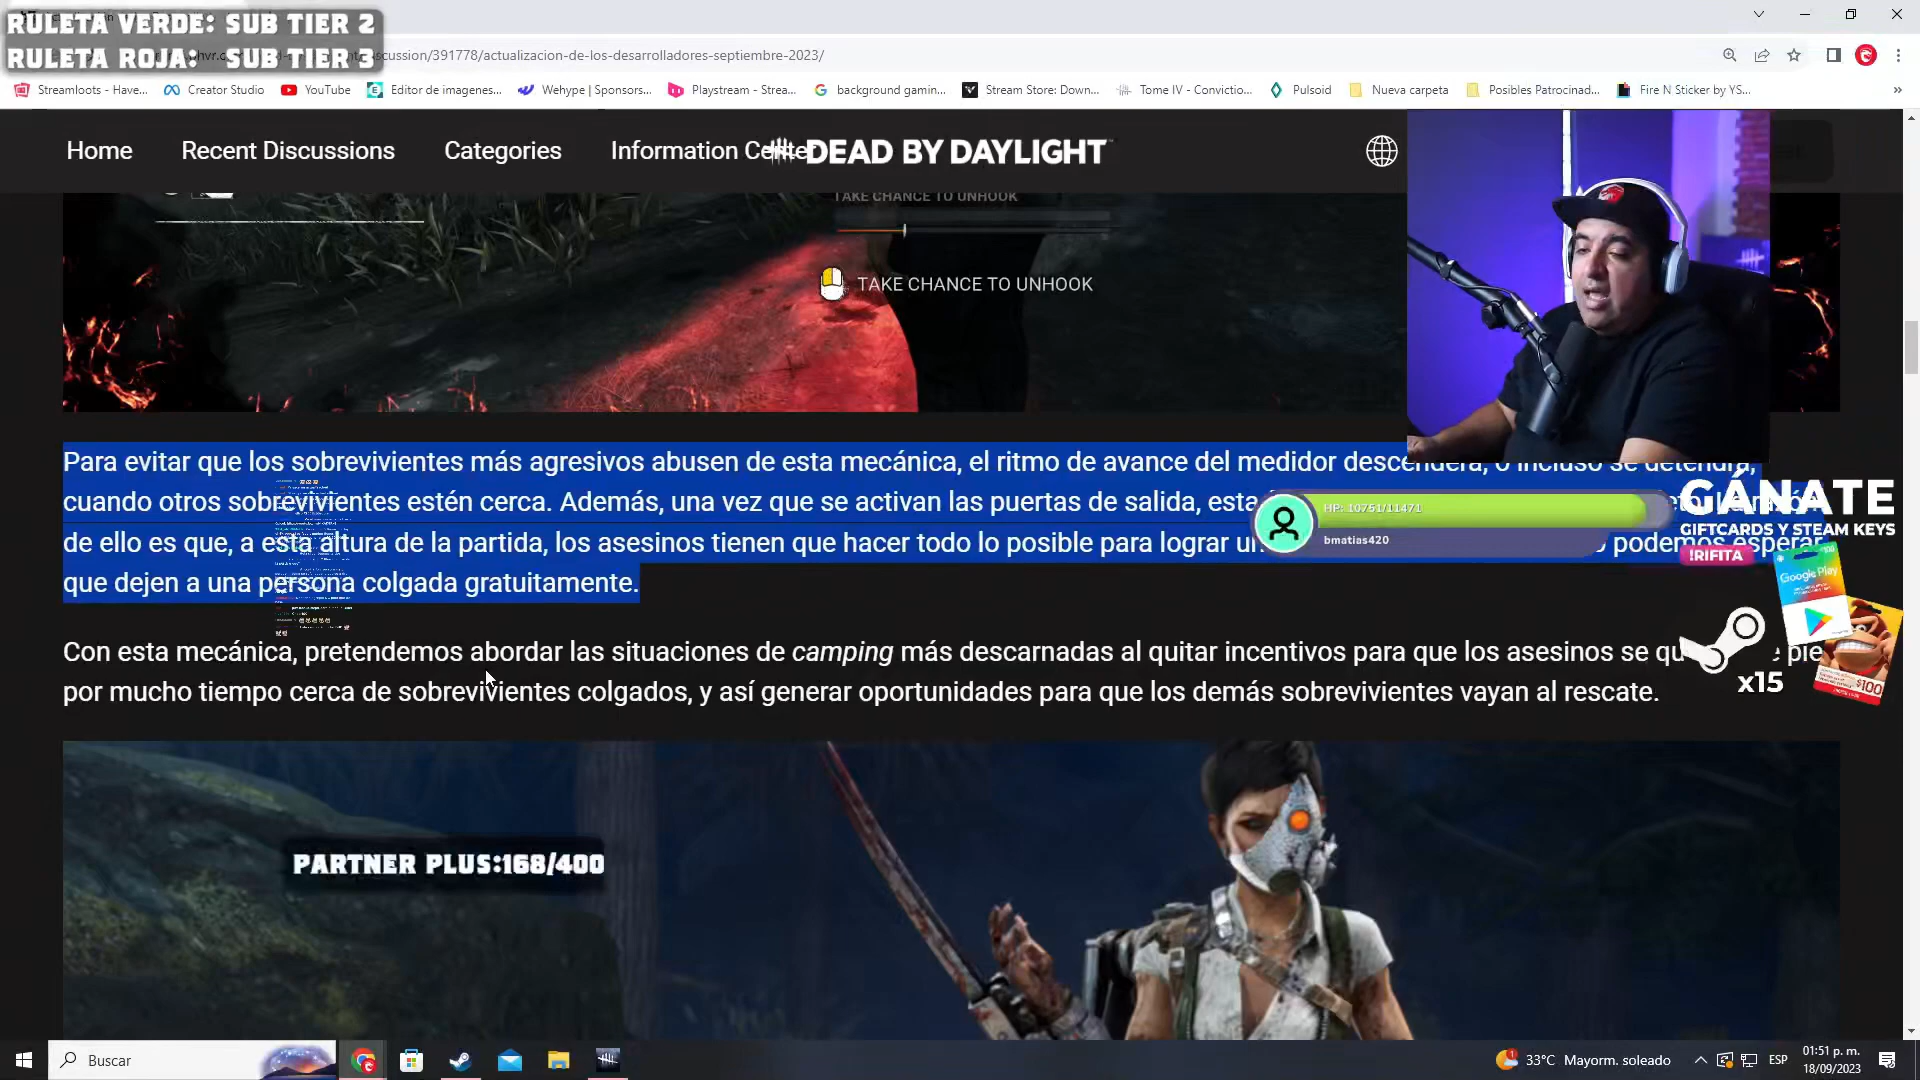 RULETA VERDE: SUB TIER 2
RULETA ROJA: SUB TIER 3
scussion/391778/actualizacion-de-los-desarrolladores-septiembre-2023/
Streamloots - Have...
Creator Studio
YouTube
Editor de imagenes...
Wehype | Sponsors...
Playstream - Strea...
background gamin...
Stream Store: Down...
Tome IV - Convictio...
Pulsoid
Nueva carpeta
Posibles Patrocinad...
Fire N Sticker by YS...
Home
Recent Discussions
Categories
Information Center
DEAD BY DAYLIGHT
TAKE CHANCE TO UNHOOK
TAKE CHANCE TO UNHOOK
Para evitar que los sobrevivientes más agresivos abusen de esta mecánica, el ritmo de avance del medidor descenderá, o incluso se detendrá,
cuando otros sobrevivientes estén cerca. Además, una vez que se activan las puertas de salida, esta
de ello es que, a esta altura de la partida, los asesinos tienen que hacer todo lo posible para lograr un podemos esperar
que dejen a una persona colgada gratuitamente.
HP: 10751/11471
bmatias420
GÁNATE
GIFTCARDS Y STEAM KEYS
!RIFITA
Google Play
$100
x15
Con esta mecánica, pretendemos abordar las situaciones de camping más descarnadas al quitar incentivos para que los asesinos se pie
por mucho tiempo cerca de sobrevivientes colgados, y así generar oportunidades para que los demás sobrevivientes vayan al rescate.
PARTNER PLUS:168/400
Buscar
33°C Mayorm. soleado
ESP
01:51 p. m.
18/09/2023